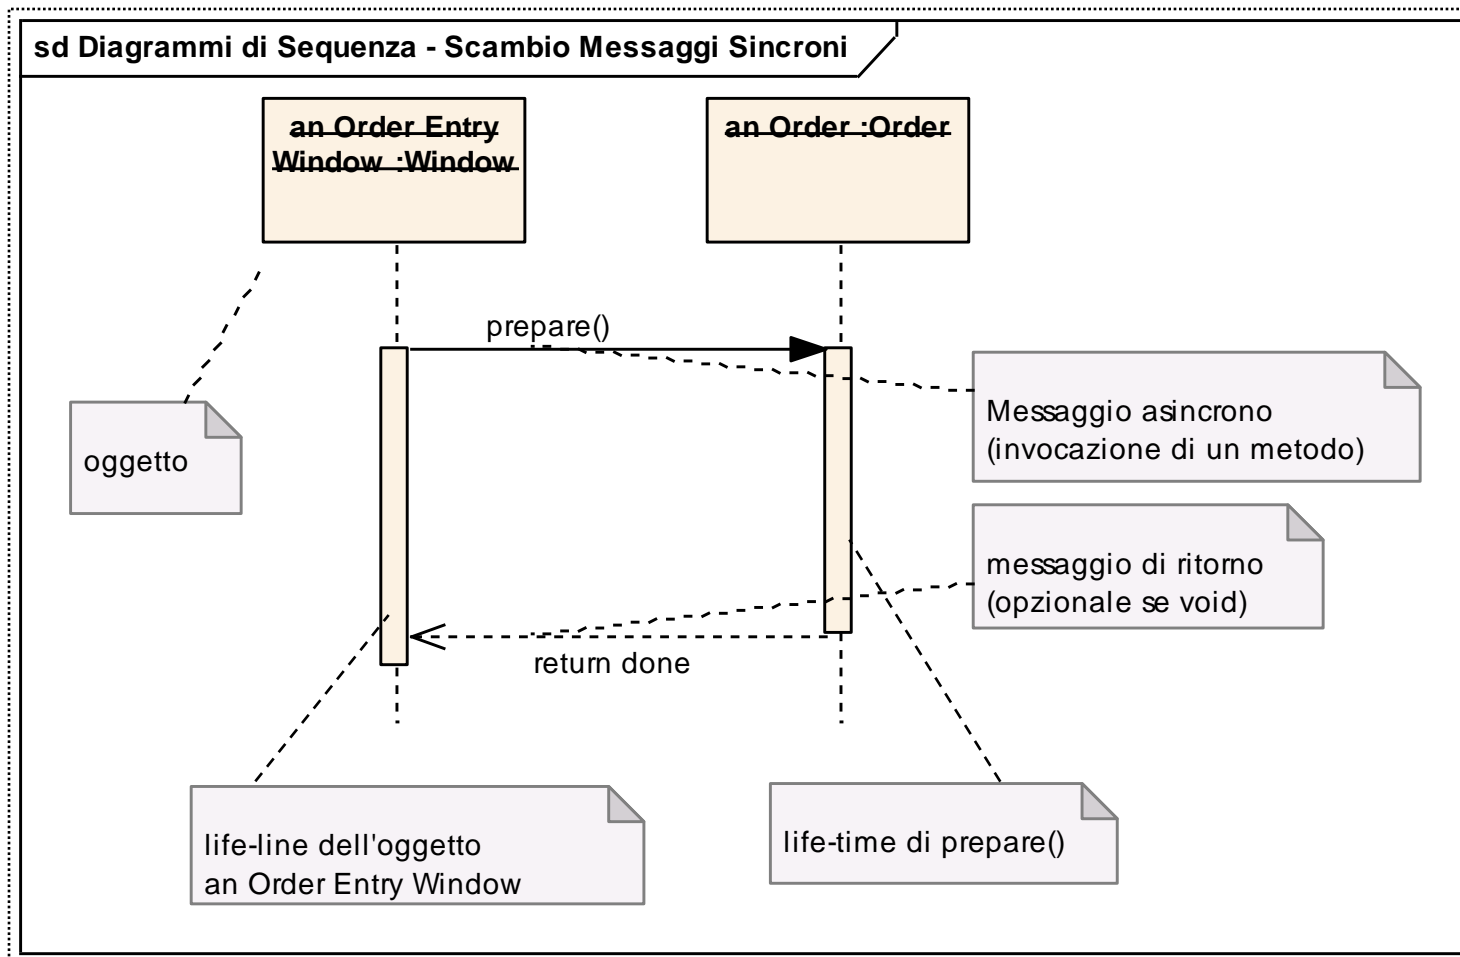 sd Diagrammi di Sequenza - Scambio Messaggi Sincroni
an Order Entry
Window :Window
an Order :Order
prepare()
Messaggio asincrono
(invocazione di un metodo)
oggetto
messaggio di ritorno
(opzionale se void)
return done
life-line dell'oggetto
an Order Entry Window
life-time di prepare()